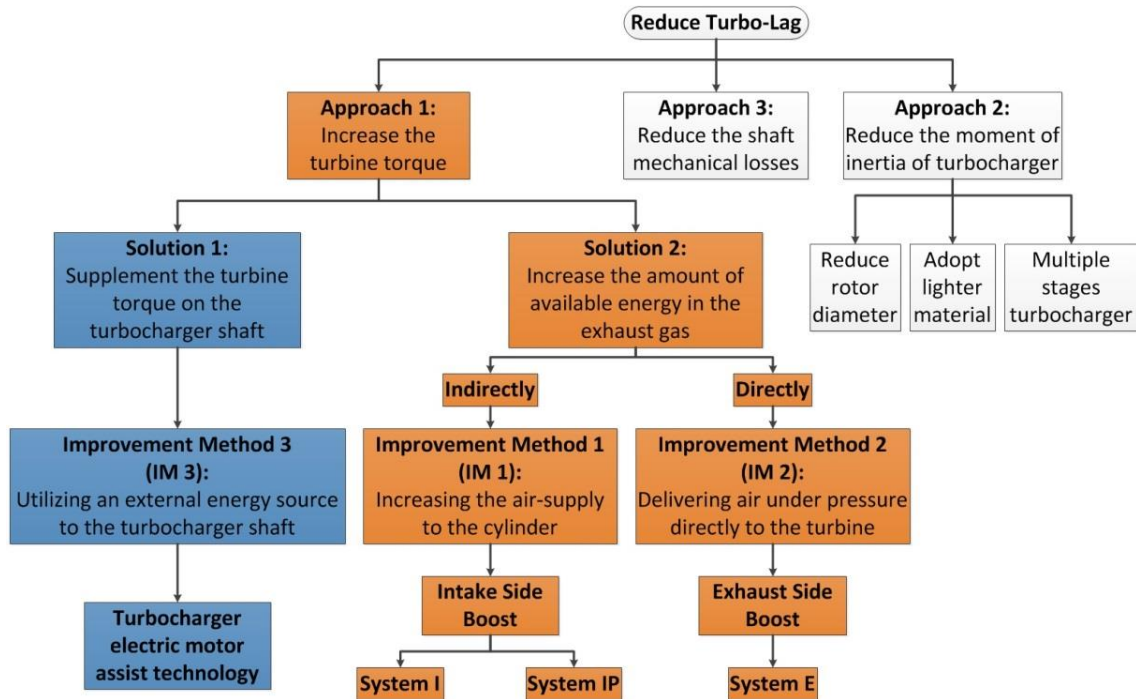 Reduce Turbo-Lag
Approach 1:
Increase the
turbine torque
Approach 3:
Reduce the shaft
mechanical losses
Approach 2:
Reduce the moment of
inertia of turbocharger
Solution 1:
Supplement the turbine
torque on the
turbocharger shaft
Solution 2:
Increase the amount of
available energy in the
exhaust gas
Reduce
rotor
diameter
Adopt
lighter
material
Multiple
stages
turbocharger
Indirectly
Directly
Improvement Method 3
(IM 3):
Utilizing an external energy source
to the turbocharger shaft
Improvement Method 1
(IM 1):
Increasing the air-supply
to the cylinder
Improvement Method 2
(IM 2):
Delivering air under pressure
directly to the turbine
Turbocharger
electric motor
assist technology
Intake Side
Boost
Exhaust Side
Boost
System I
System IP
System E